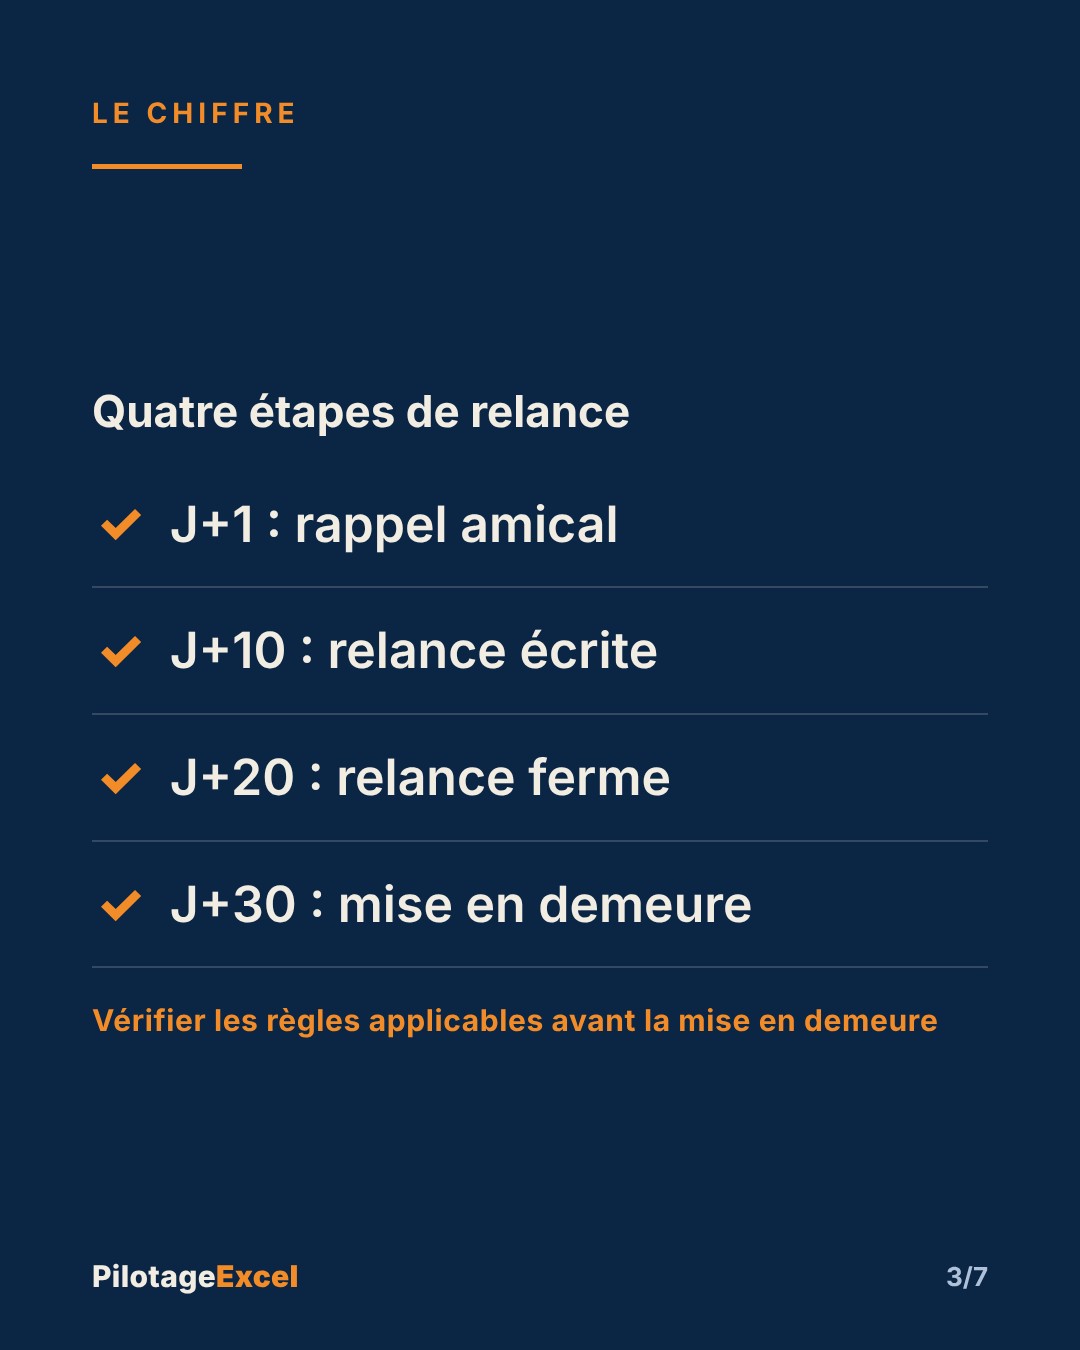 LE CHIFFRE
Quatre étapes de relance
J+1 : rappel amical
J+10 : relance écrite
J+20 : relance ferme
J+30 : mise en demeure
Vérifier les règles applicables avant la mise en demeure
PilotageExcel
3/7